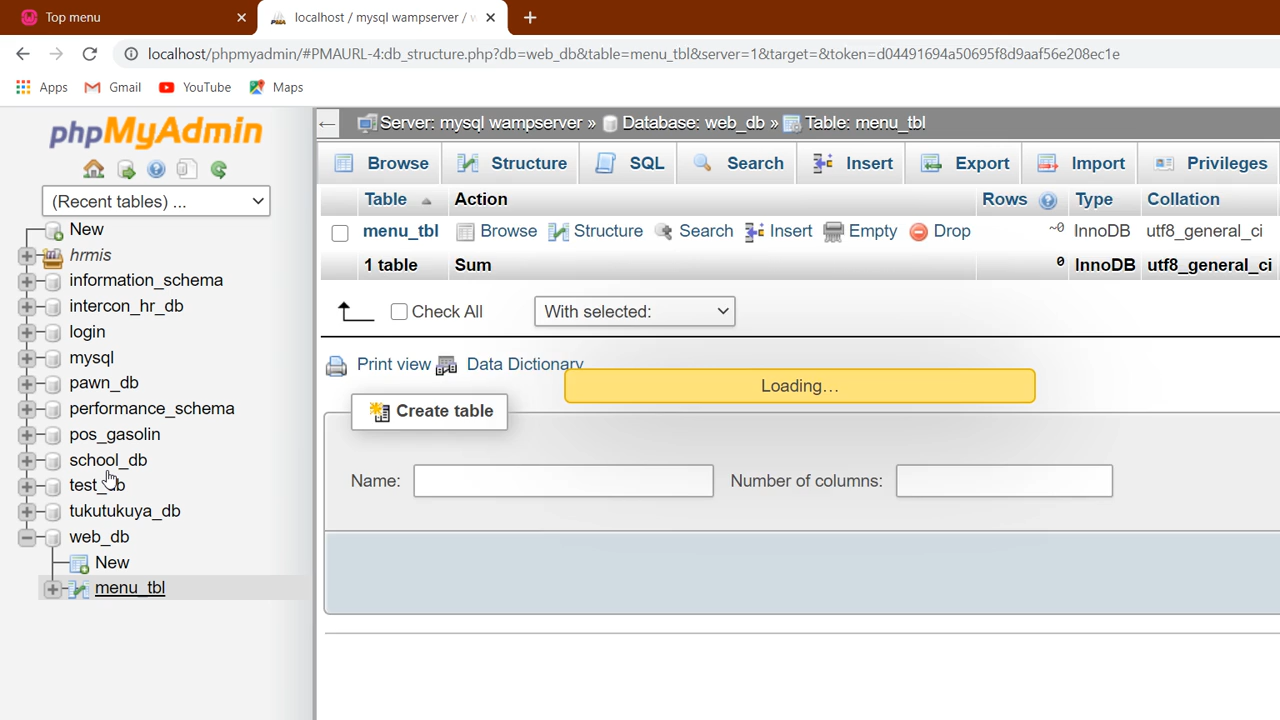 Top menu
localhost / mysql wampserver /
localhost/phpmyadmin/#PMAURL-4:db_structure.php?db=web_db&table=menu_tbl&server=1&target=&token=d04491694a50695f8d9aaf56e208ec1e
Apps Gmail YouTube Maps
phpMyAdmin
(Recent tables) ...
New
hrmis
information_schema
intercon_hr_db
login
mysql
pawn_db
performance_schema
pos_gasolin
school_db
test_db
tukutukuya_db
web_db
New
menu_tbl
Server: mysql wampserver » Database: web_db » Table: menu_tbl
Browse Structure SQL Search Insert Export Import Privileges
Table Action Rows Type Collation
menu_tbl Browse Structure Search Insert Empty Drop ~0 InnoDB utf8_general_ci
1 table Sum 0 InnoDB utf8_general_ci
Check All With selected:
Print view Data Dictionary
Loading...
Create table
Name: Number of columns: